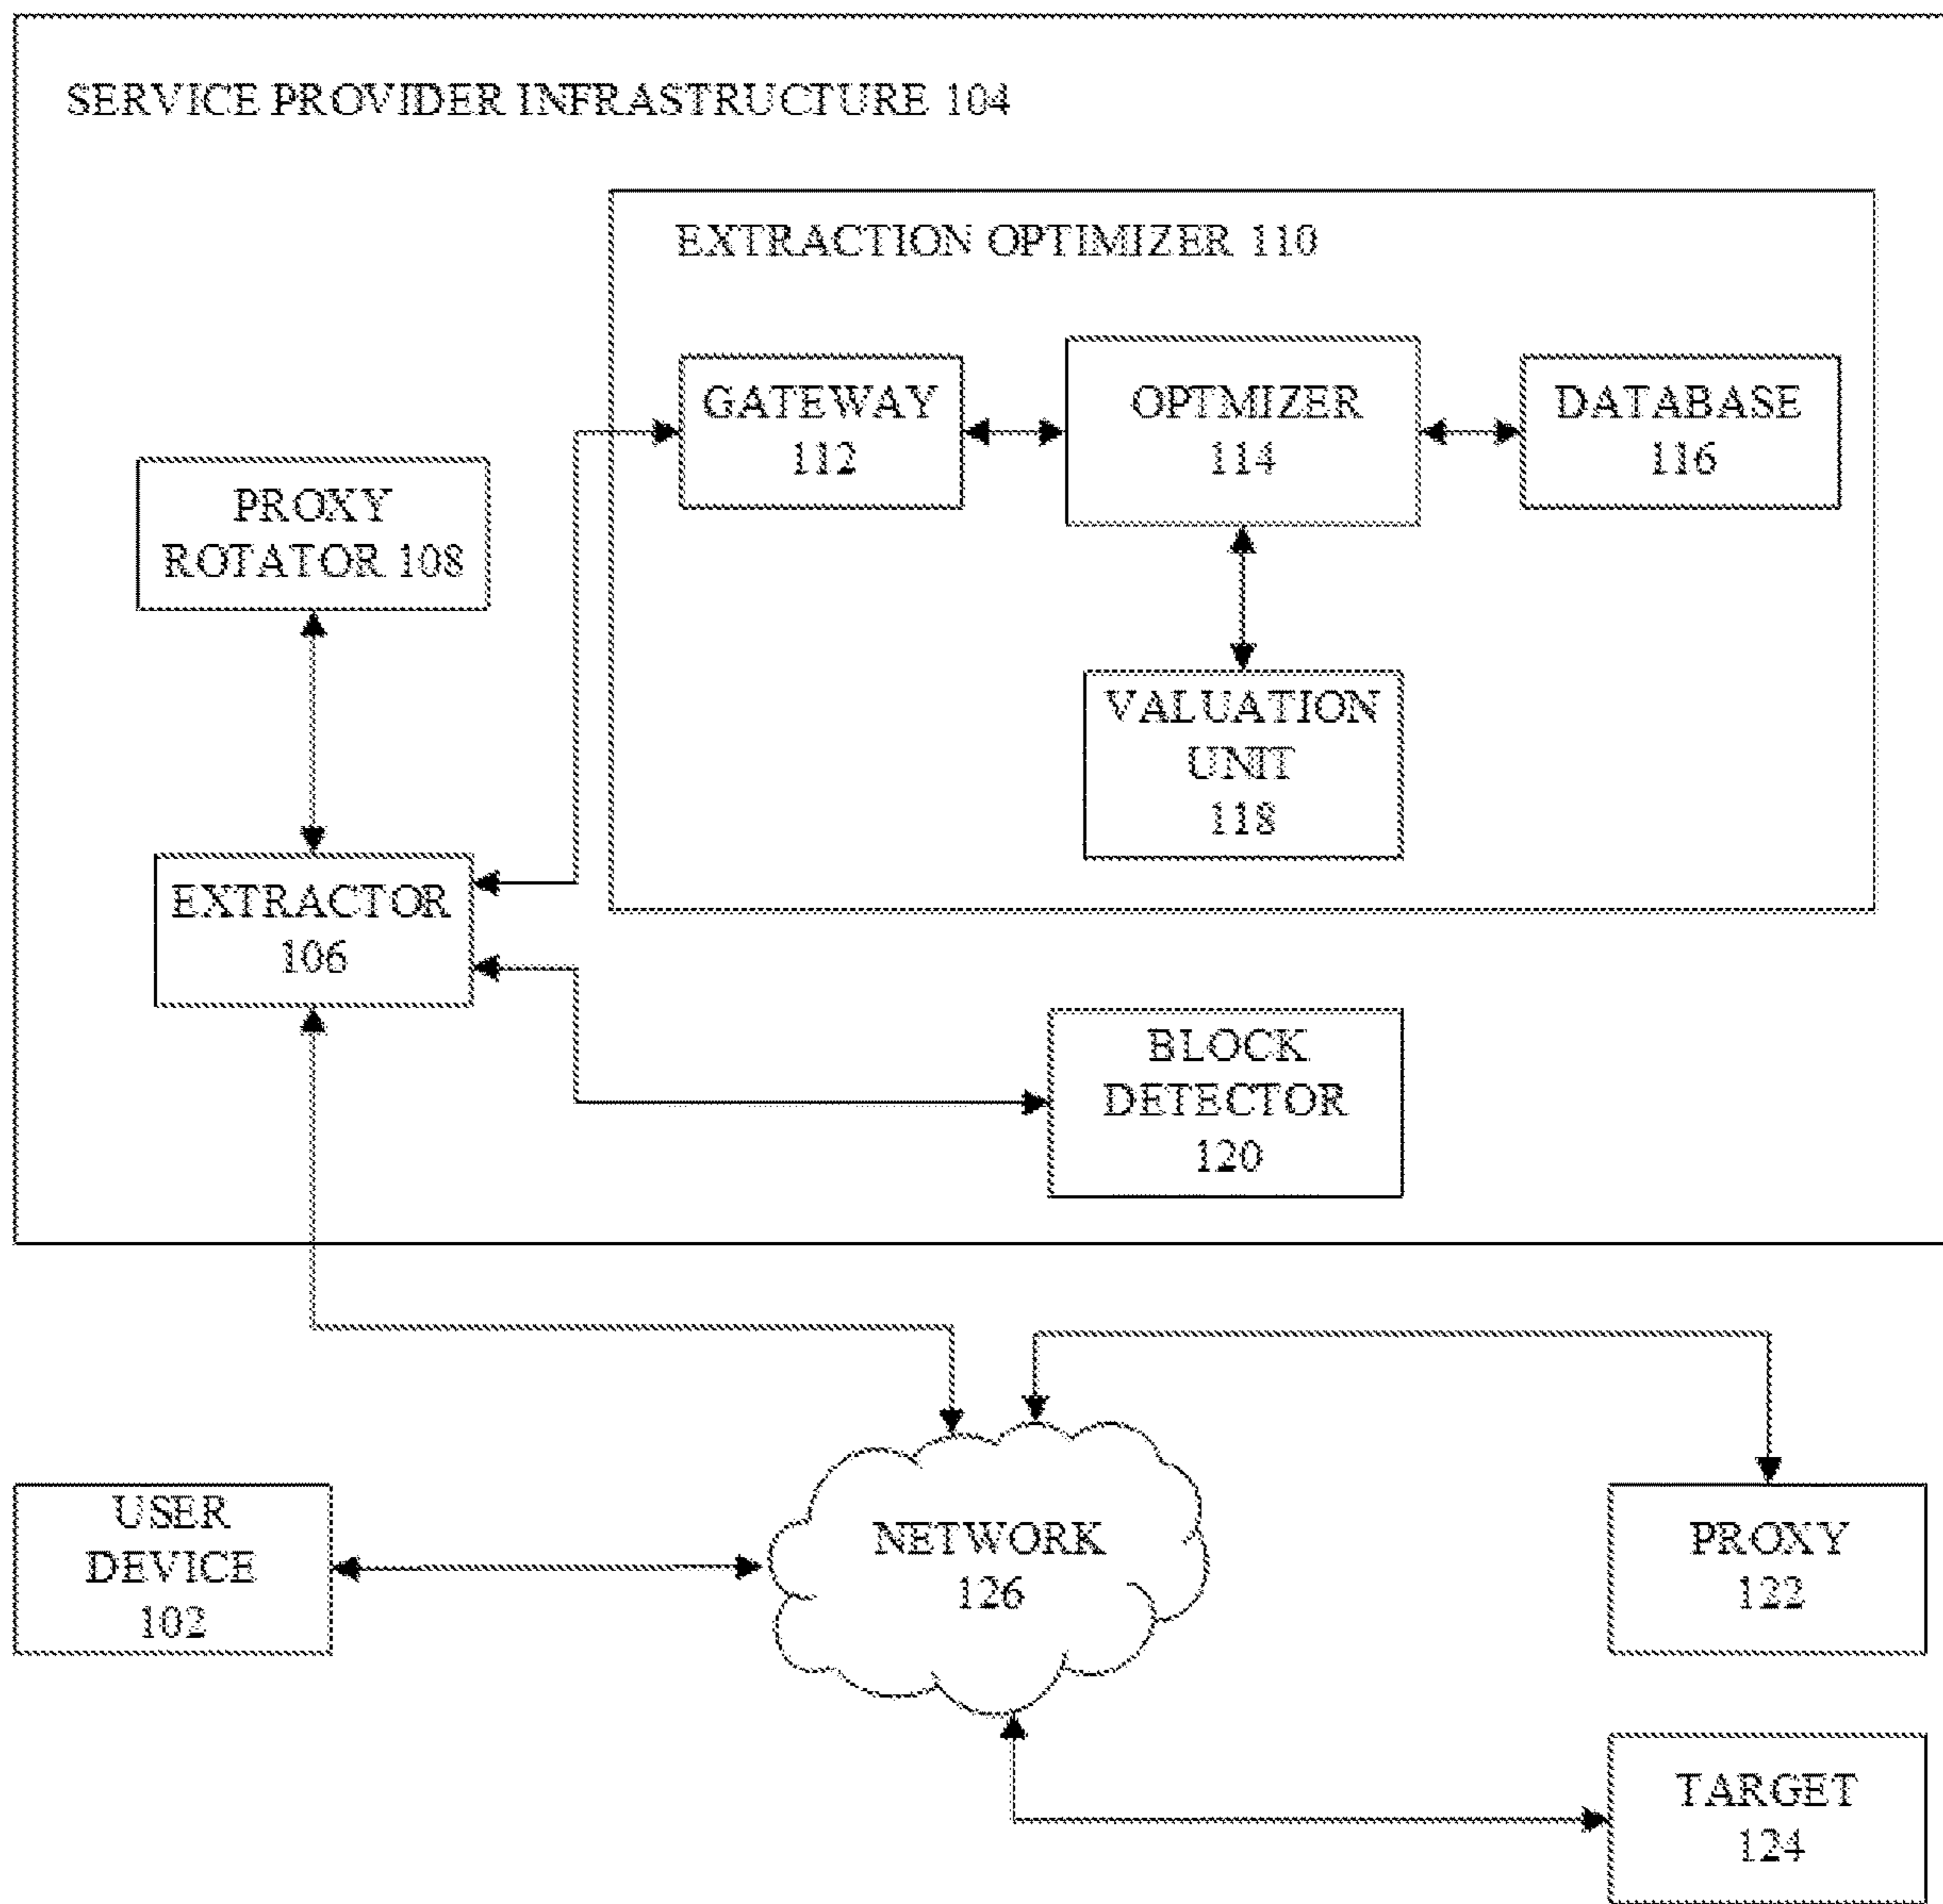 SERVICE PROVIDER INFRASTRUCTURE 104
EXTRACTION OPTIMIZER 110
GATEWAY
112
OPTMIZER
114
DATABASE
116
PROXY
ROTATOR 108
VALUATION
UNIT
118
EXTRACTOR
106
BLOCK
DETECTOR
120
USER
DEVICE
102
NETWORK
126
PROXY
122
TARGET
124